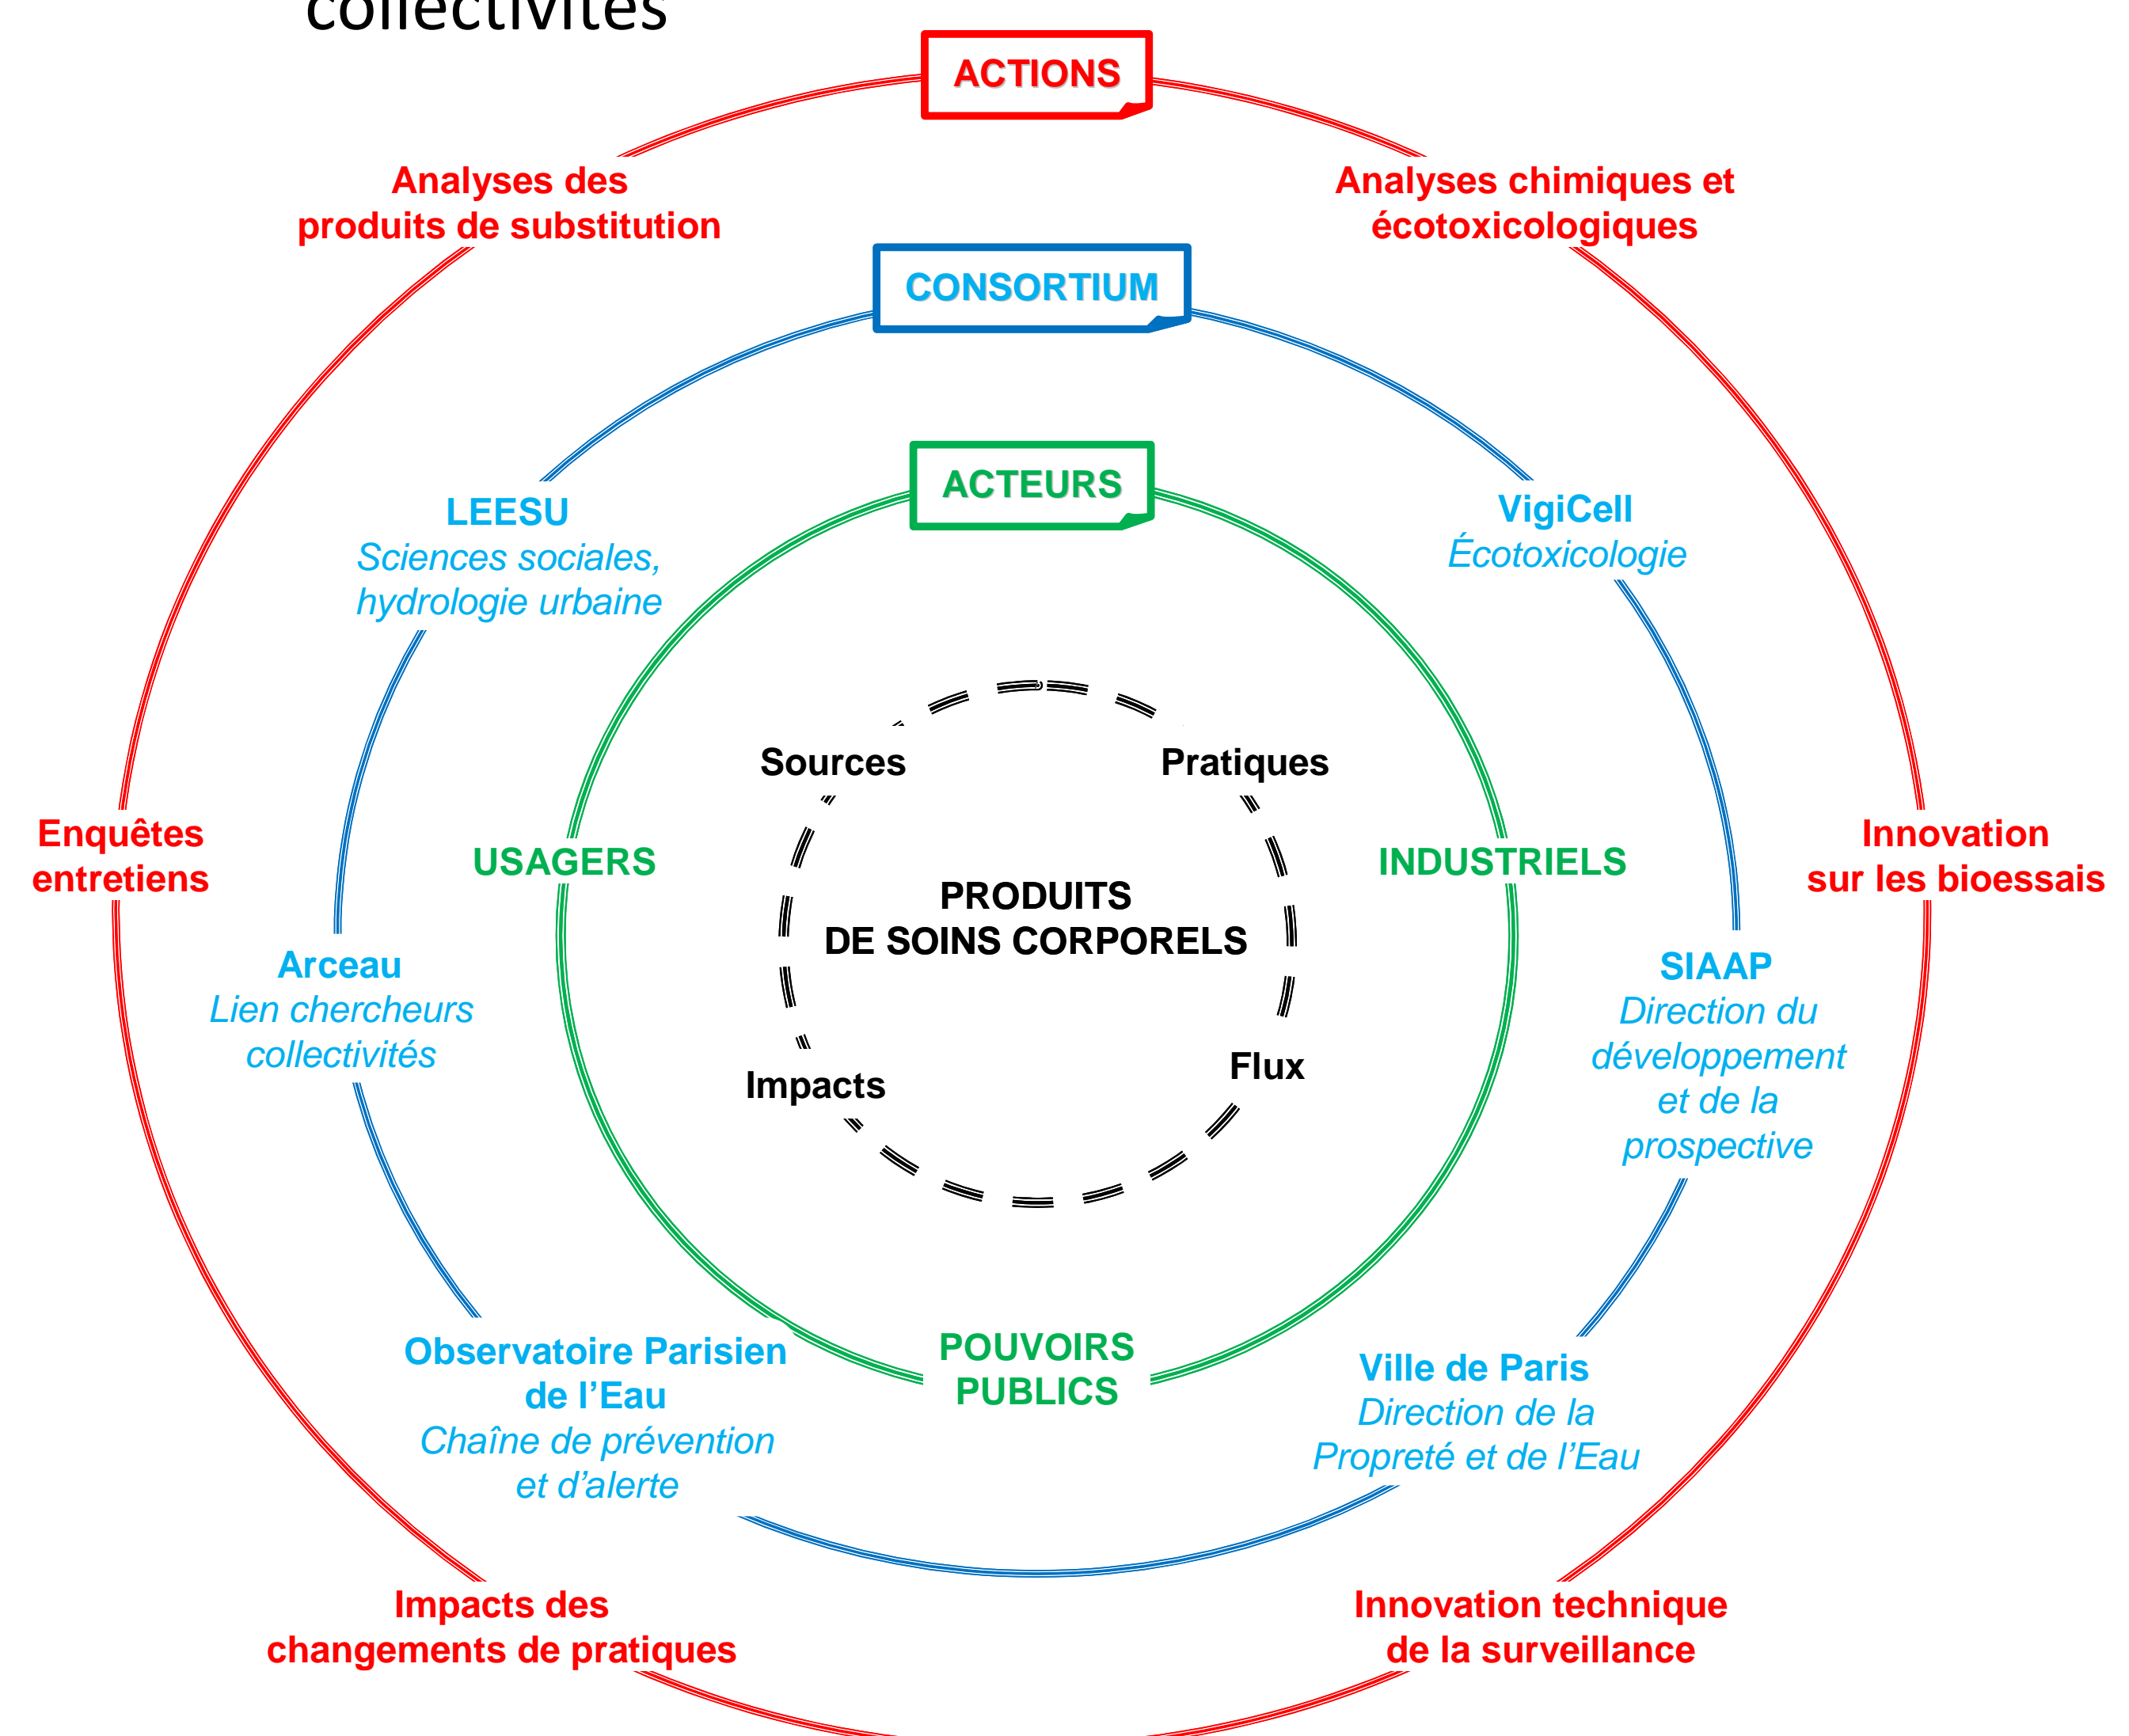 collectivités
ACTIONS
Analyses des
produits de substitution
Analyses chimiques et
écotoxicologiques
CONSORTIUM
ACTEURS
LEESU
Sciences sociales,
hydrologie urbaine
VigiCell
Écotoxicologie
Sources
Pratiques
Enquêtes
entretiens
USAGERS
INDUSTRIELS
Innovation
sur les bioessais
PRODUITS
DE SOINS CORPORELS
Arceau
Lien chercheurs
collectivités
SIAAP
Direction du
développement
et de la
prospective
Impacts
Flux
Observatoire Parisien
de l’Eau
Chaîne de prévention
et d’alerte
POUVOIRS
PUBLICS
Ville de Paris
Direction de la
Propreté et de l’Eau
Impacts des
changements de pratiques
Innovation technique
de la surveillance